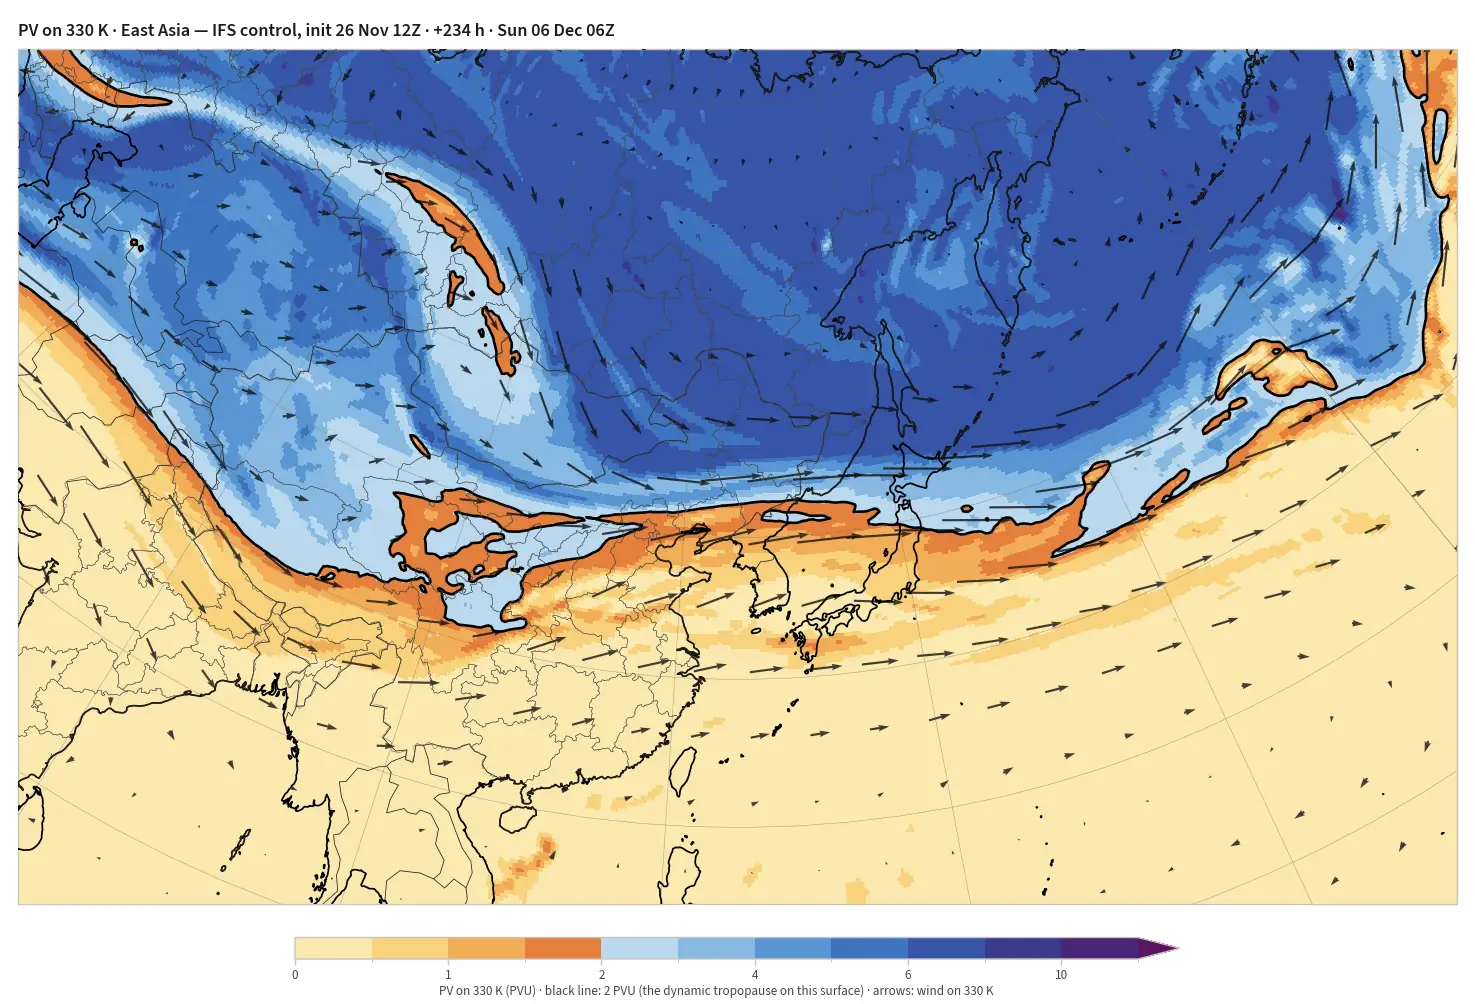 PV on 330 K · East Asia — IFS control, init 26 Nov 12Z · +234 h · Sun 06 Dec 06Z
0 1 2 4 6 10
PV on 330 K (PVU) · black line: 2 PVU (the dynamic tropopause on this surface) · arrows: wind on 330 K